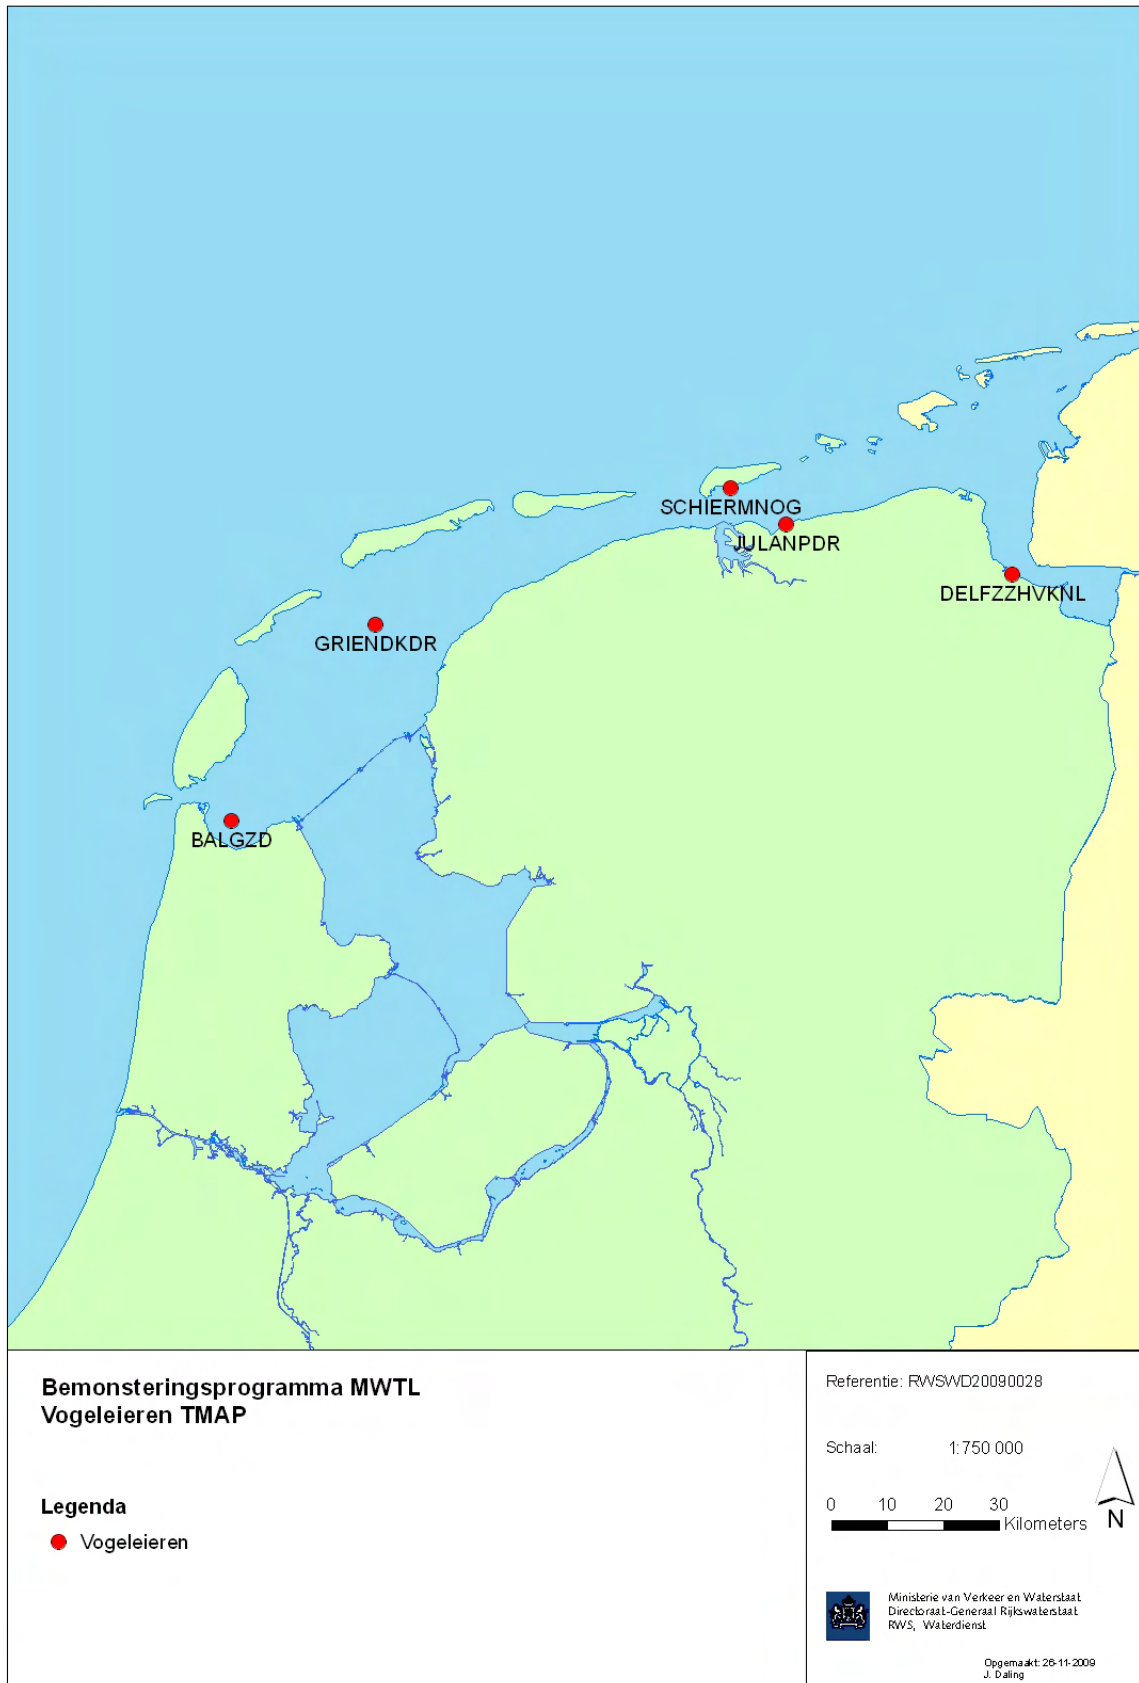 SCHIERMNOG
JULANPDR
DELFZZHVKNL
GRIENDKDR
BALGZD
Bemonsteringsprogramma MWTL
Vogeleieren TMAP
Legenda
Vogeleieren
Referentie: RWSWD20090028
Schaal: 1:750 000
0 10 20 30
Kilometers
N
Ministerie van Verkeer en Waterstaat
Directoraat-Generaal Rijkswaterstaat
RWS, Waterdienst
Opgemaakt: 26-11-2009
J. Daling